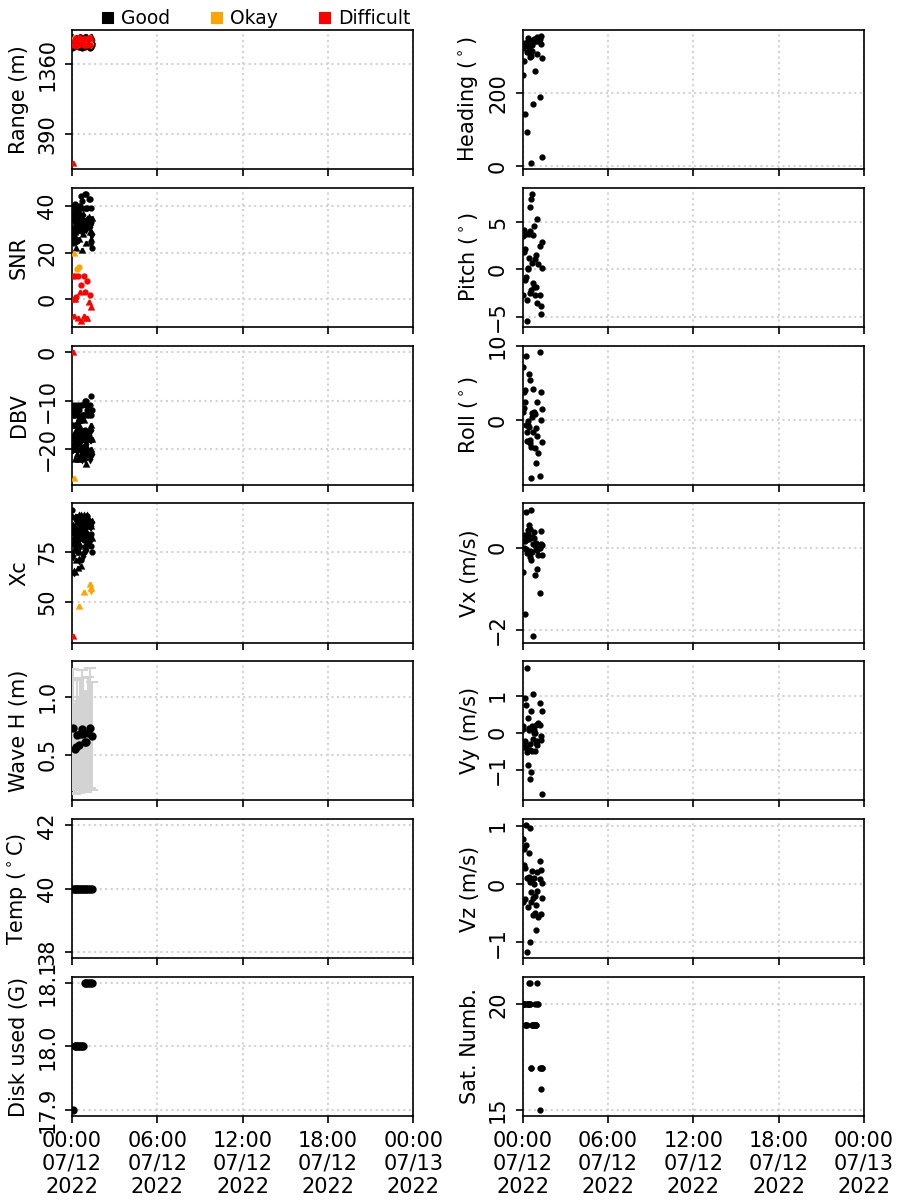 Good Okay Difficult
Range (m)
1360
390
Heading (°)
200
0
SNR
40
20
0
Pitch (°)
5
0
−5
DBV
0
−10
−20
Roll (°)
10
0
Xc
75
50
Vx (m/s)
0
−2
Wave H (m)
1.0
0.5
Vy (m/s)
1
0
−1
Temp (°C)
42
40
38
Vz (m/s)
1
0
−1
Disk used (G)
18.1
18.0
17.9
Sat. Numb.
20
15
00:00 06:00 12:00 18:00 00:00
07/12 07/12 07/12 07/12 07/13
2022 2022 2022 2022 2022
00:00 06:00 12:00 18:00 00:00
07/12 07/12 07/12 07/12 07/13
2022 2022 2022 2022 2022